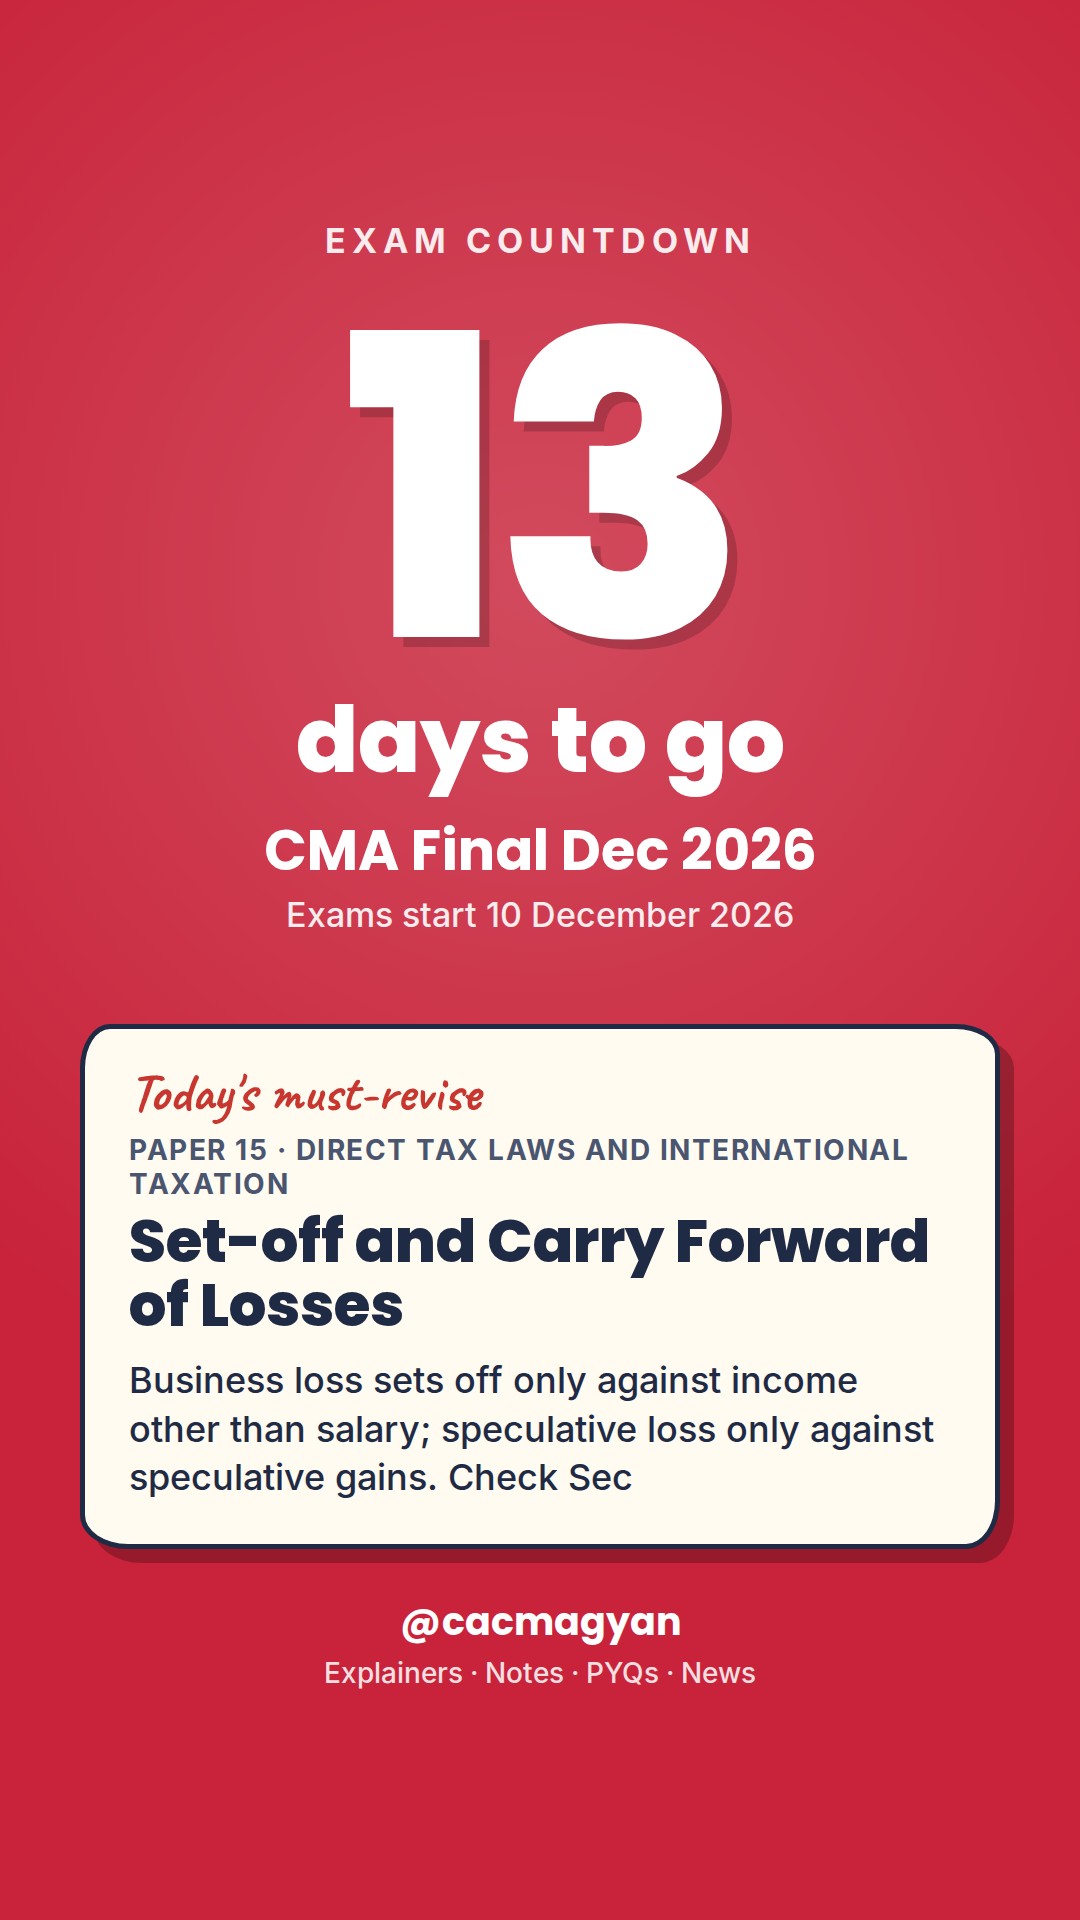 EXAM COUNTDOWN
13
days to go
CMA Final Dec 2026
Exams start 10 December 2026
Today's must-revise
PAPER 15 · DIRECT TAX LAWS AND INTERNATIONAL
TAXATION
Set-off and Carry Forward
of Losses
Business loss sets off only against income
other than salary; speculative loss only against
speculative gains. Check Sec
@cacmagyan
Explainers · Notes · PYQs · News